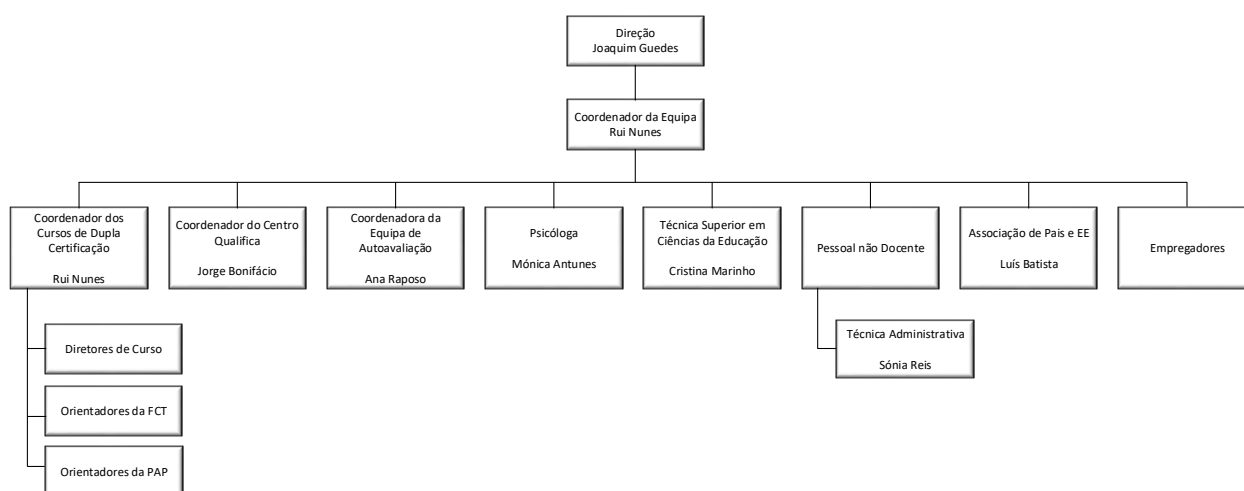 Direção
Joaquim Guedes
Coordenador da Equipa
Rui Nunes
Coordenador dos
Cursos de Dupla
Certificação
Rui Nunes
Coordenador do Centro
Qualifica
Jorge Bonifácio
Coordenadora da
Equipa de
Autoavaliação
Ana Raposo
Psicóloga
Mónica Antunes
Técnica Superior em
Ciências da Educação
Cristina Marinho
Pessoal não Docente
Associação de Pais e EE
Luís Batista
Empregadores
Diretores de Curso
Orientadores da FCT
Orientadores da PAP
Técnica Administrativa
Sónia Reis